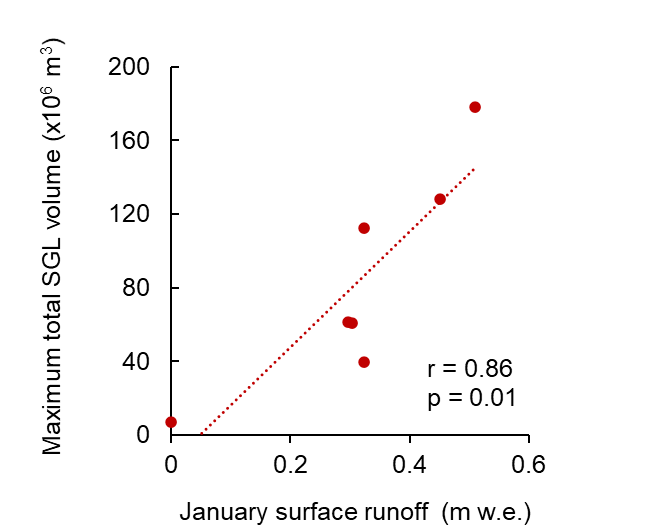 Maximum total SGL volume (x10⁶ m³)
200
160
120
80
40
0
r = 0.86
p = 0.01
0 0.2 0.4 0.6
January surface runoff (m w.e.)